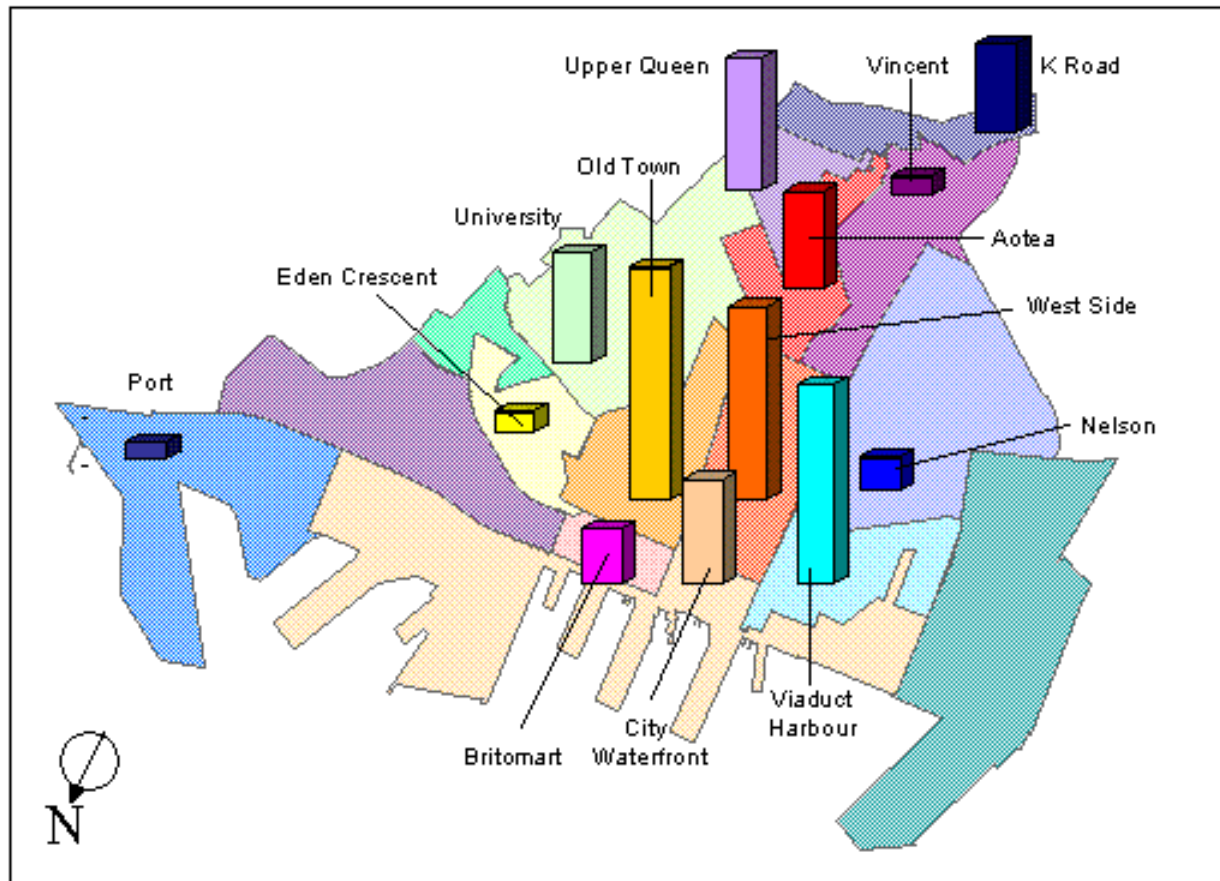 Upper Queen
Vincent
K Road
Old Town
University
Aotea
Eden Crescent
West Side
Port
Nelson
Viaduct
Harbour
City
Waterfront
Britomart
N